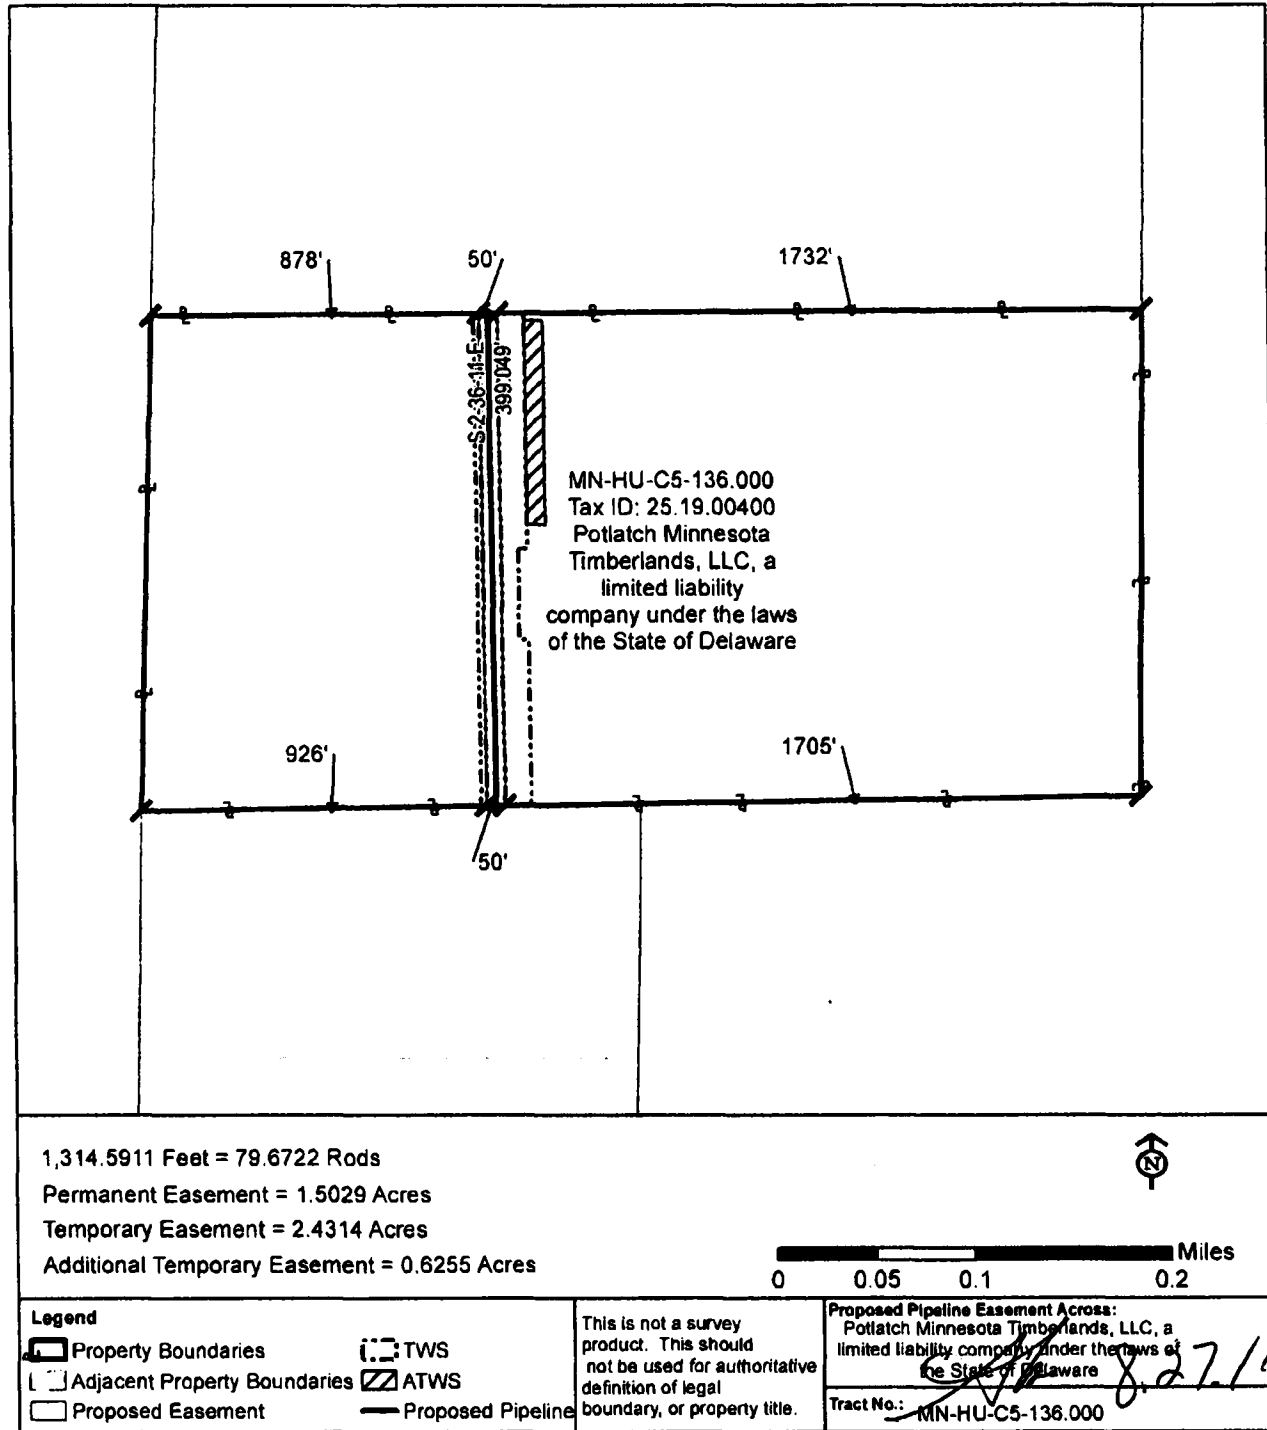 878'
50'
1732'
S-2-36-11-E
399.049'
MN-HU-C5-136.000
Tax ID: 25.19.00400
Potlatch Minnesota
Timberlands, LLC, a
limited liability
company under the laws
of the State of Delaware
926'
1705'
50'
1,314.5911 Feet = 79.6722 Rods
Permanent Easement = 1.5029 Acres
Temporary Easement = 2.4314 Acres
Additional Temporary Easement = 0.6255 Acres
N
Miles
0 0.05 0.1 0.2
Legend
Property Boundaries
Adjacent Property Boundaries
Proposed Easement
TWS
ATWS
Proposed Pipeline
This is not a survey
product. This should
not be used for authoritative
definition of legal
boundary, or property title.
Proposed Pipeline Easement Across:
Potlatch Minnesota Timberlands, LLC, a
limited liability company under the laws of
the State of Delaware
Tract No.: MN-HU-C5-136.000